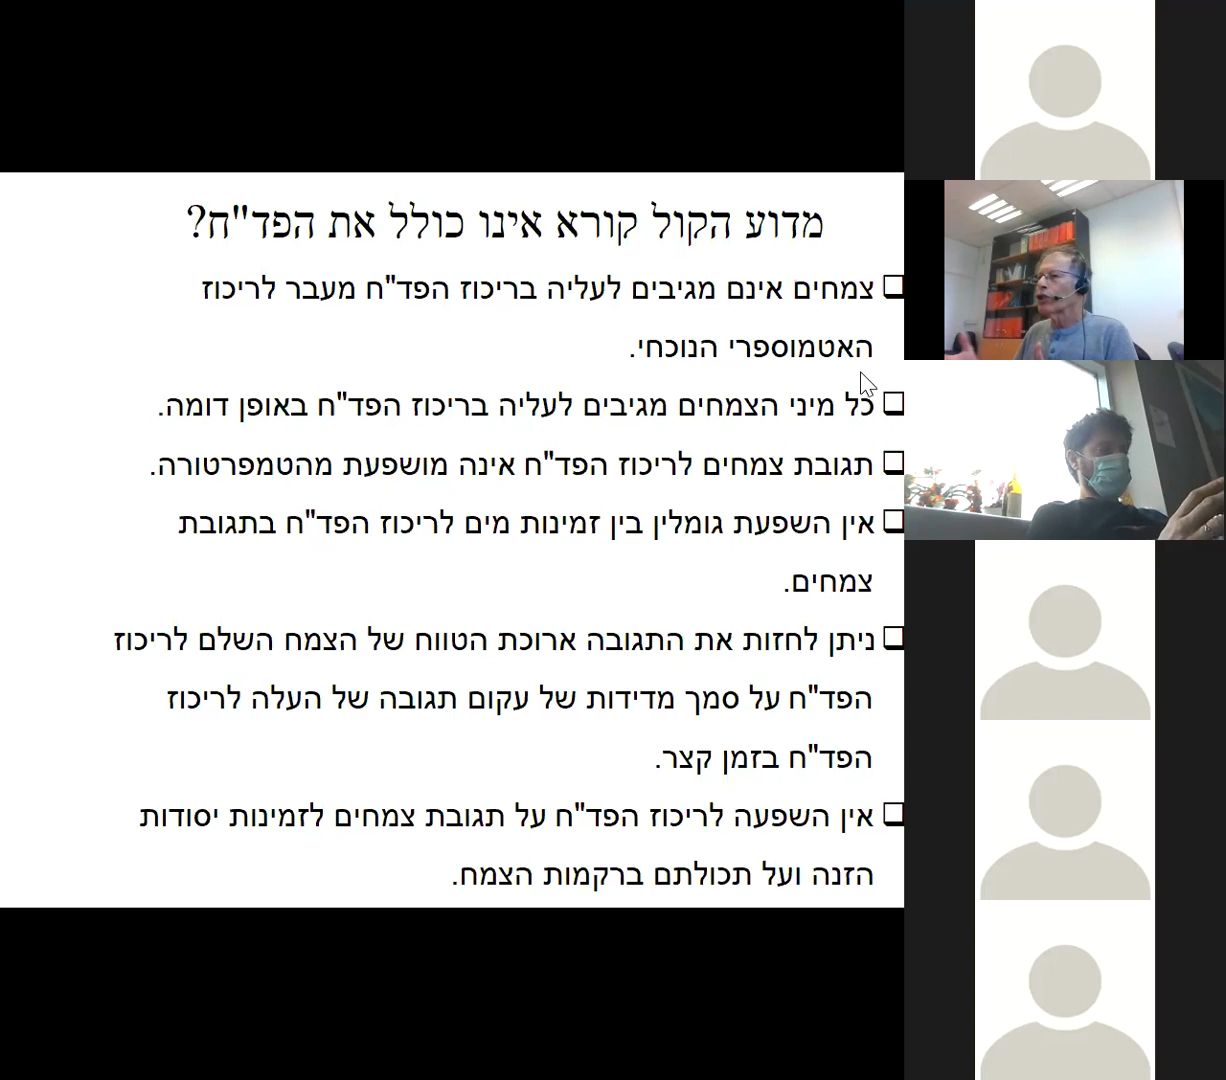 מדוע הקול קורא אינו כולל את הפד"ח?
צמחים אינם מגיבים לעליה בריכוז הפד"ח מעבר לריכוז
האטמוספרי הנוכחי.
כל מיני הצמחים מגיבים לעליה בריכוז הפד"ח באופן דומה.
תגובת צמחים לריכוז הפד"ח אינה מושפעת מהטמפרטורה.
אין השפעת גומלין בין זמינות מים לריכוז הפד"ח בתגובת
צמחים.
ניתן לחזות את התגובה ארוכת הטווח של הצמח השלם לריכוז
הפד"ח על סמך מדידות של עקום תגובה של העלה לריכוז
הפד"ח בזמן קצר.
אין השפעה לריכוז הפד"ח על תגובת צמחים לזמינות יסודות
הזנה ועל תכולתם ברקמות הצמח.